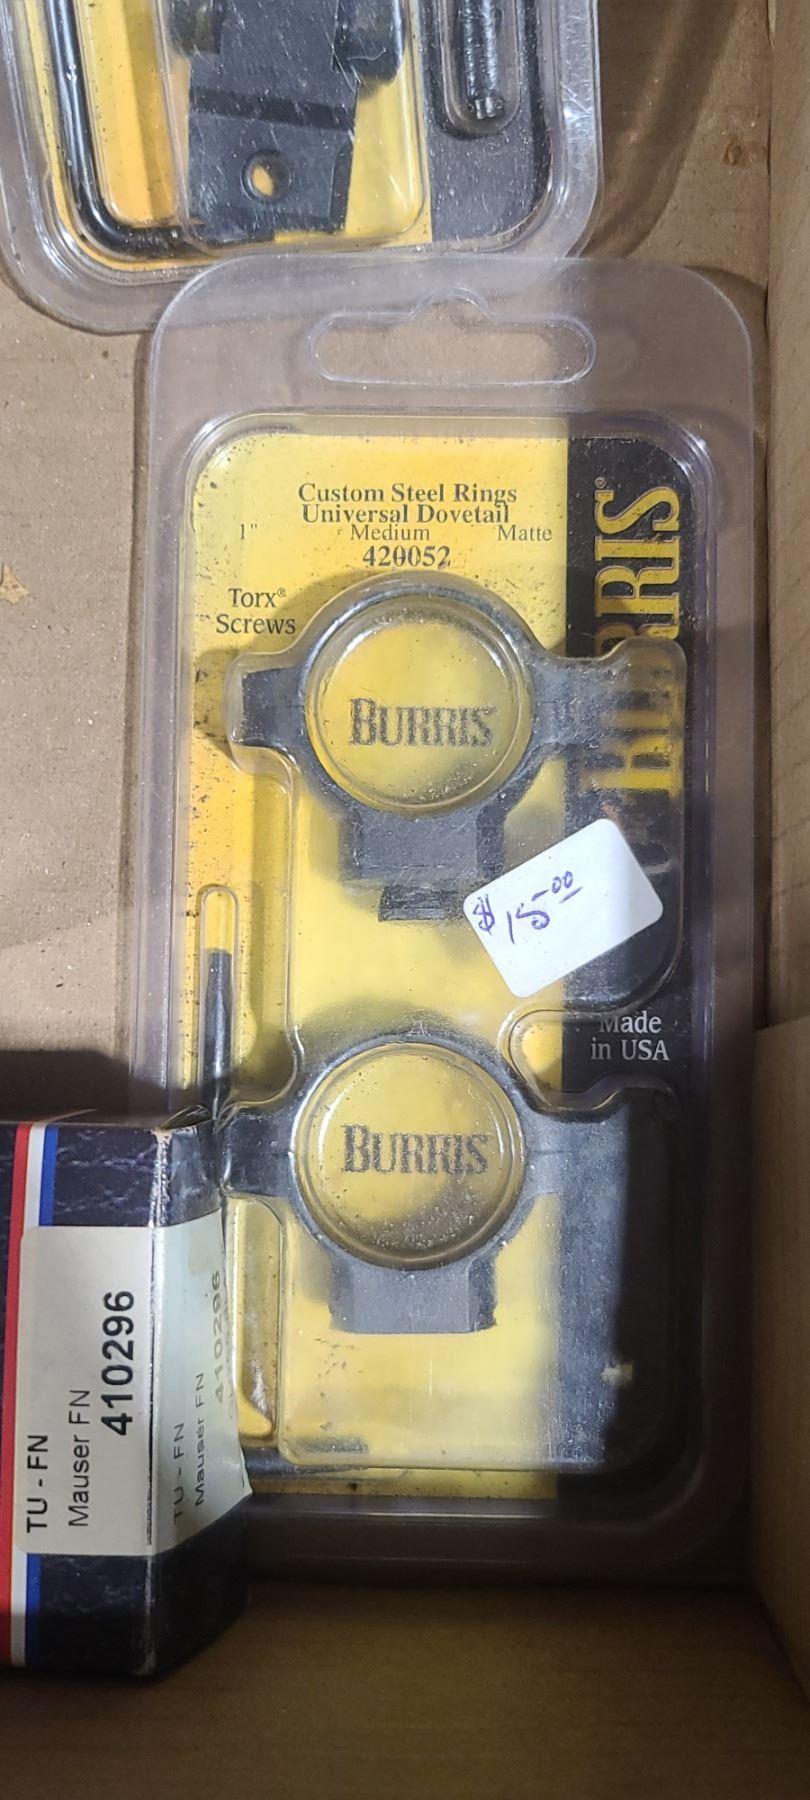 Custom Steel Rings
Universal Dovetail
1" Medium Matte
420052
Torx®
Screws
BURRIS®
BURRIS
$15.00
Made
in USA
BURRIS
TU - FN
Mauser FN
410296
TU - FN
Mauser FN
410296